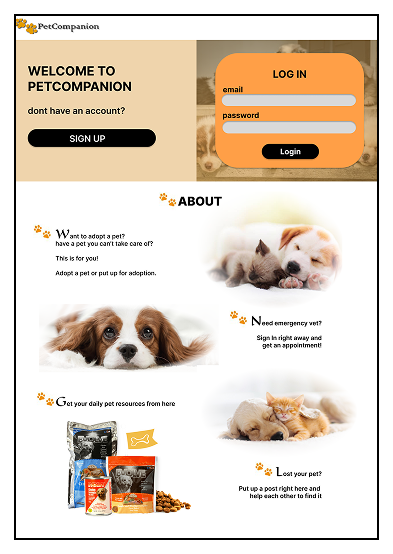 PetCompanion
WELCOME TO
PETCOMPANION
dont have an account?
SIGN UP
LOG IN
email
password
Login
ABOUT
Want to adopt a pet?
have a pet you can't take care of?
This is for you!
Adopt a pet or put up for adoption.
Need emergency vet?
Sign In right away and
get an appointment!
Get your daily pet resources from here
Lost your pet?
Put up a post right here and
help each other to find it